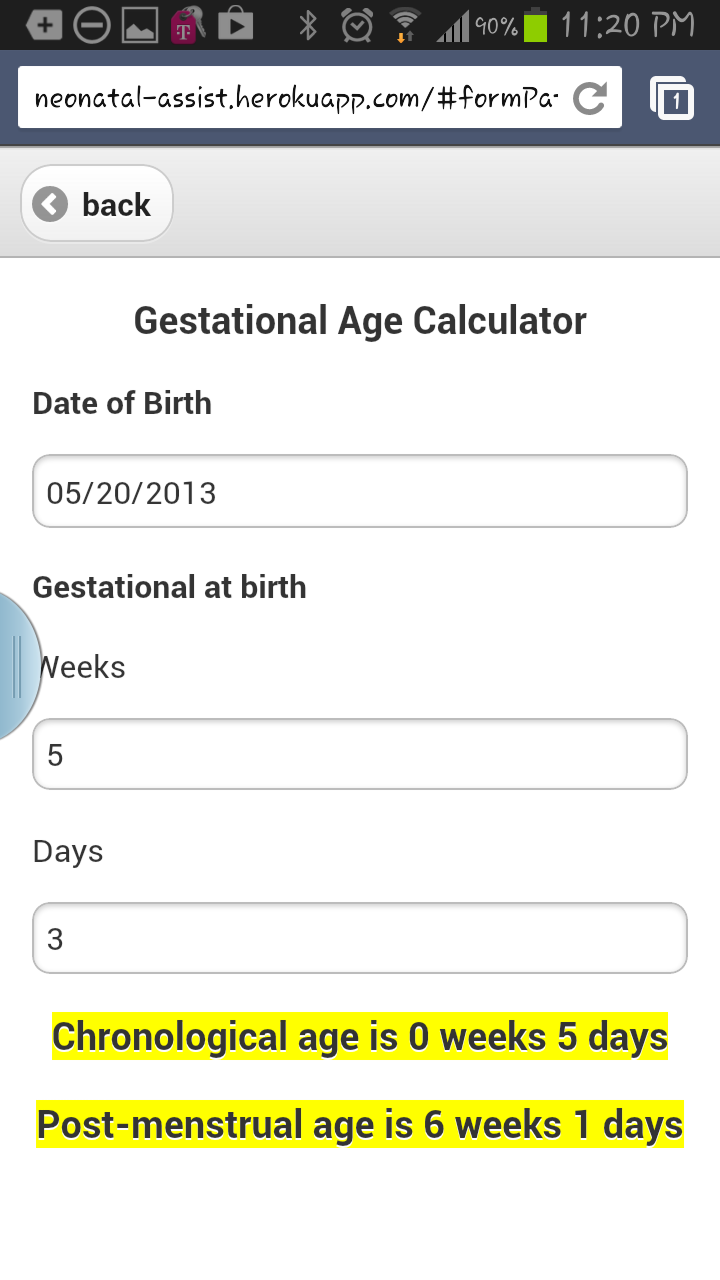 90% 11:20 PM
neonatal-assist.herokuapp.com/#formPa
1
back
Gestational Age Calculator
Date of Birth
05/20/2013
Gestational at birth
Weeks
5
Days
3
Chronological age is 0 weeks 5 days
Post-menstrual age is 6 weeks 1 days